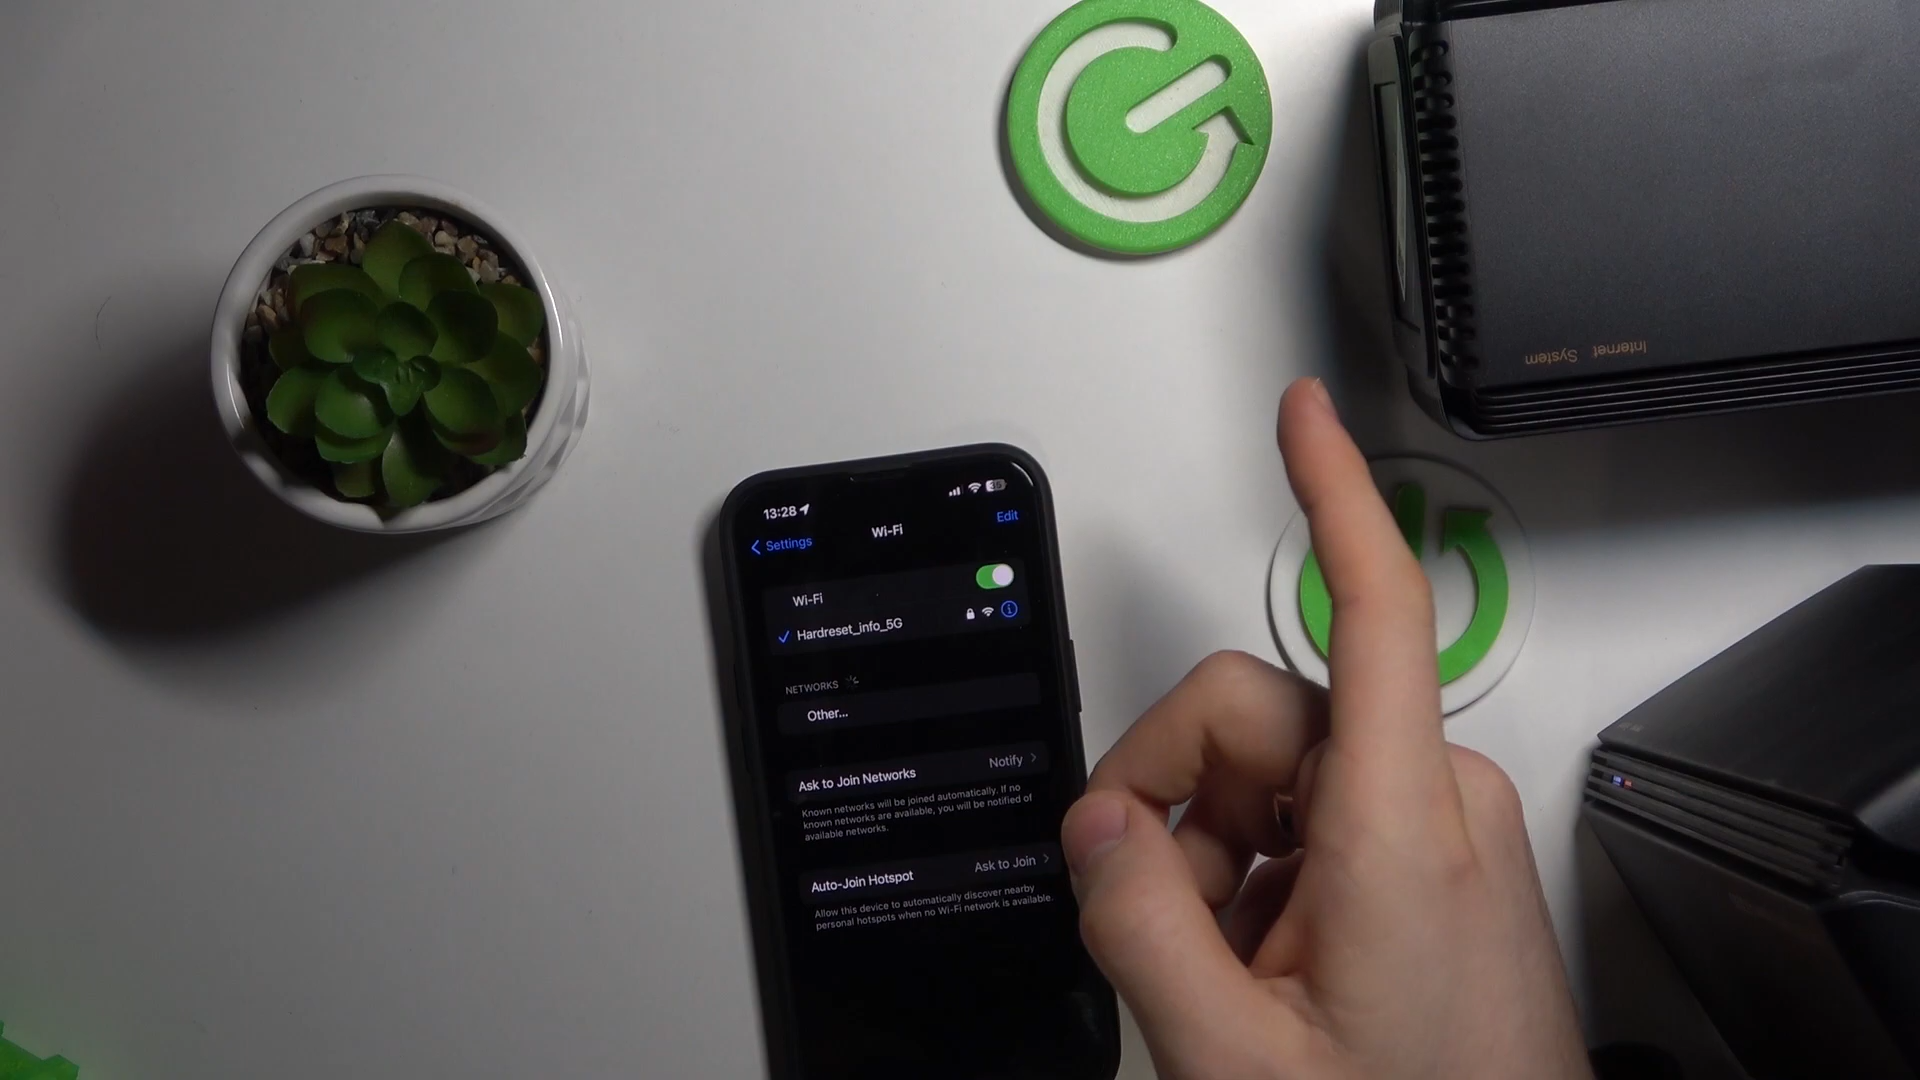 Internet
System
13:28
35
Settings
Wi-Fi
Edit
Wi-Fi
Hardreset_info_5G
NETWORKS
Other...
Ask to Join Networks
Notify
Known networks will be joined automatically. If no
known networks are available, you will be notified of
available networks.
Auto-Join Hotspot
Ask to Join
Allow this device to automatically discover nearby
personal hotspots when no Wi-Fi network is available.